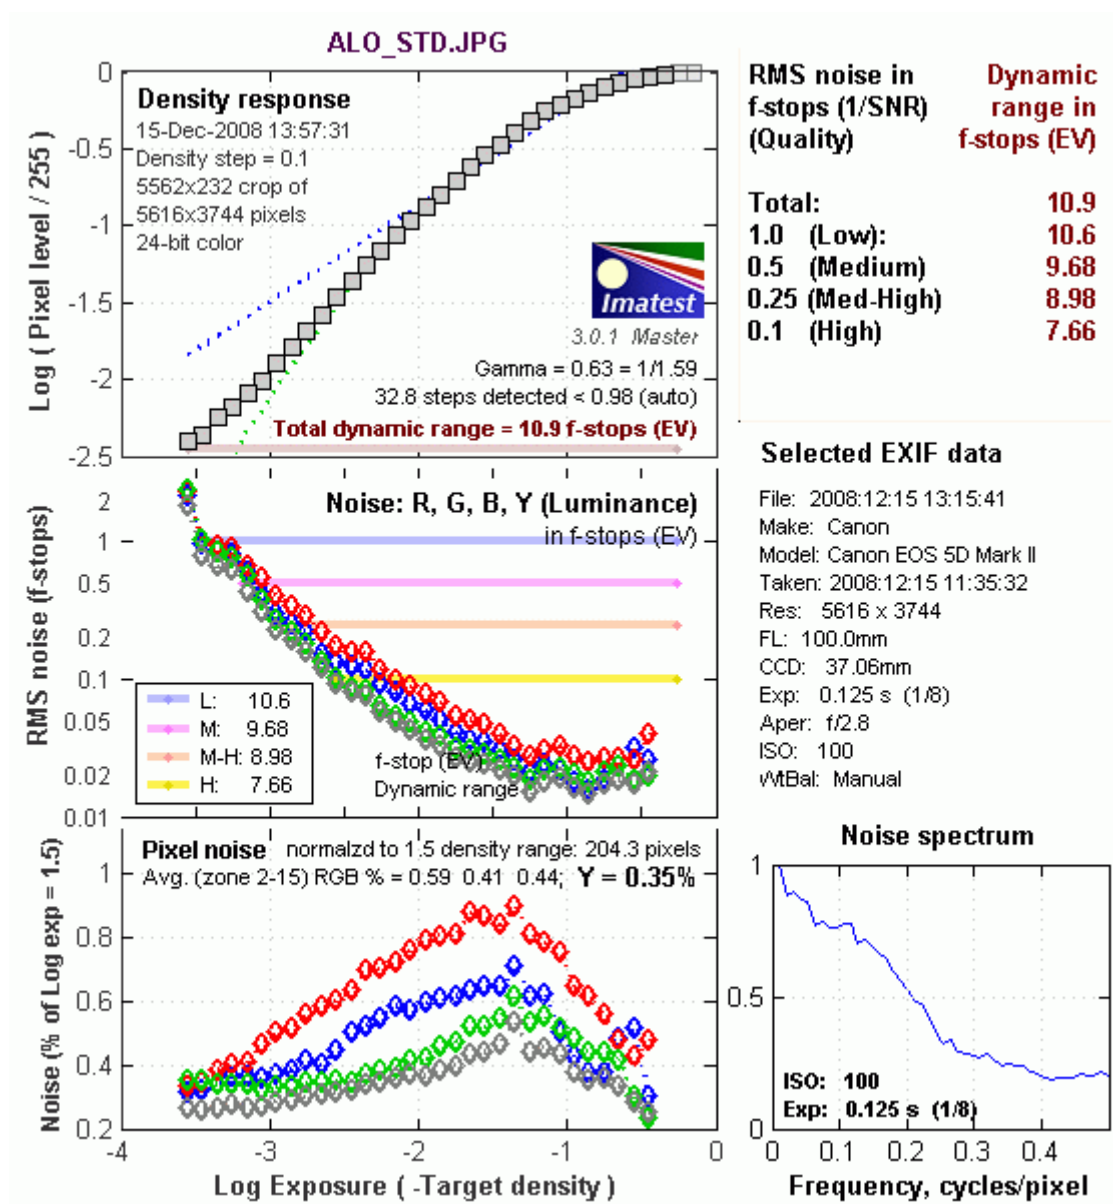 ALO_STD.JPG
0
-0.5
-1
-1.5
-2
-2.5
Log ( Pixel level / 255)
Density response
15-Dec-2008 13:57:31
Density step = 0.1
5562x232 crop of
5616x3744 pixels
24-bit color
Imatest
3.0.1 Master
Gamma = 0.63 = 1/1.59
32.8 steps detected < 0.98 (auto)
Total dynamic range = 10.9 f-stops (EV)
RMS noise in Dynamic
f-stops (1/SNR) range in
(Quality) f-stops (EV)
Total: 10.9
1.0 (Low): 10.6
0.5 (Medium) 9.68
0.25 (Med-High) 8.98
0.1 (High) 7.66
2
1
0.5
0.2
0.1
0.05
0.02
0.01
RMS noise (f-stops)
Noise: R, G, B, Y (Luminance)
in f-stops (EV)
L: 10.6
M: 9.68
M-H: 8.98
H: 7.66
f-stop (EV)
Dynamic range
Selected EXIF data
File: 2008:12:15 13:15:41
Make: Canon
Model: Canon EOS 5D Mark II
Taken: 2008:12:15 11:35:32
Res: 5616 x 3744
FL: 100.0mm
CCD: 37.06mm
Exp: 0.125 s (1/8)
Aper: f/2.8
ISO: 100
WtBal: Manual
1
0.8
0.6
0.4
0.2
Noise (% of Log exp = 1.5)
Pixel noise normalzd to 1.5 density range: 204.3 pixels
Avg. (zone 2-15) RGB % = 0.59 0.41 0.44; Y = 0.35%
-4 -3 -2 -1 0
Log Exposure ( -Target density )
Noise spectrum
1
0.5
0
ISO: 100
Exp: 0.125 s (1/8)
0 0.1 0.2 0.3 0.4
Frequency, cycles/pixel